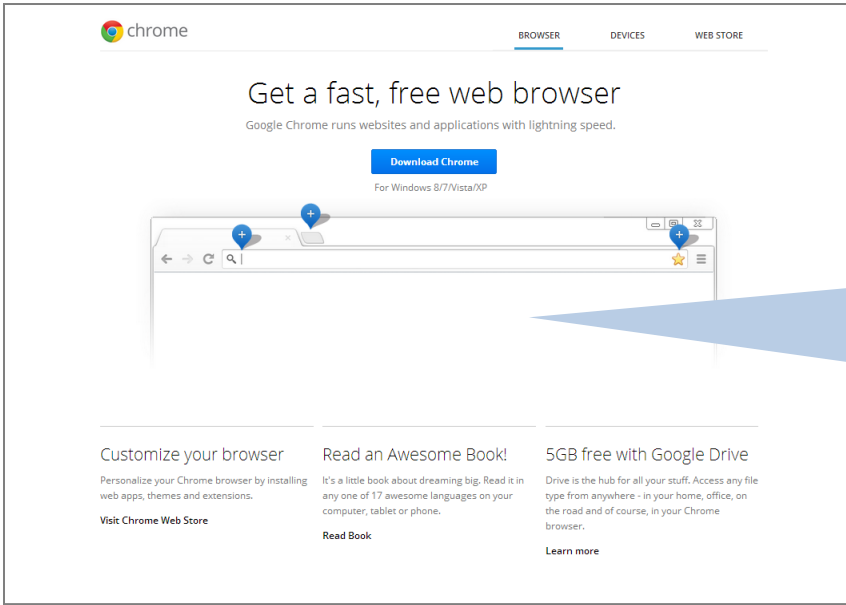 chrome
BROWSER DEVICES WEB STORE
Get a fast, free web browser
Google Chrome runs websites and applications with lightning speed.
Download Chrome
For Windows 8/7/Vista/XP
Customize your browser
Personalize your Chrome browser by installing
web apps, themes and extensions.
Visit Chrome Web Store
Read an Awesome Book!
It's a little book about dreaming big. Read it in
any one of 17 awesome languages on your
computer, tablet or phone.
Read Book
5GB free with Google Drive
Drive is the hub for all your stuff. Access any file
type from anywhere - in your home, office, on
the road and of course, in your Chrome
browser.
Learn more